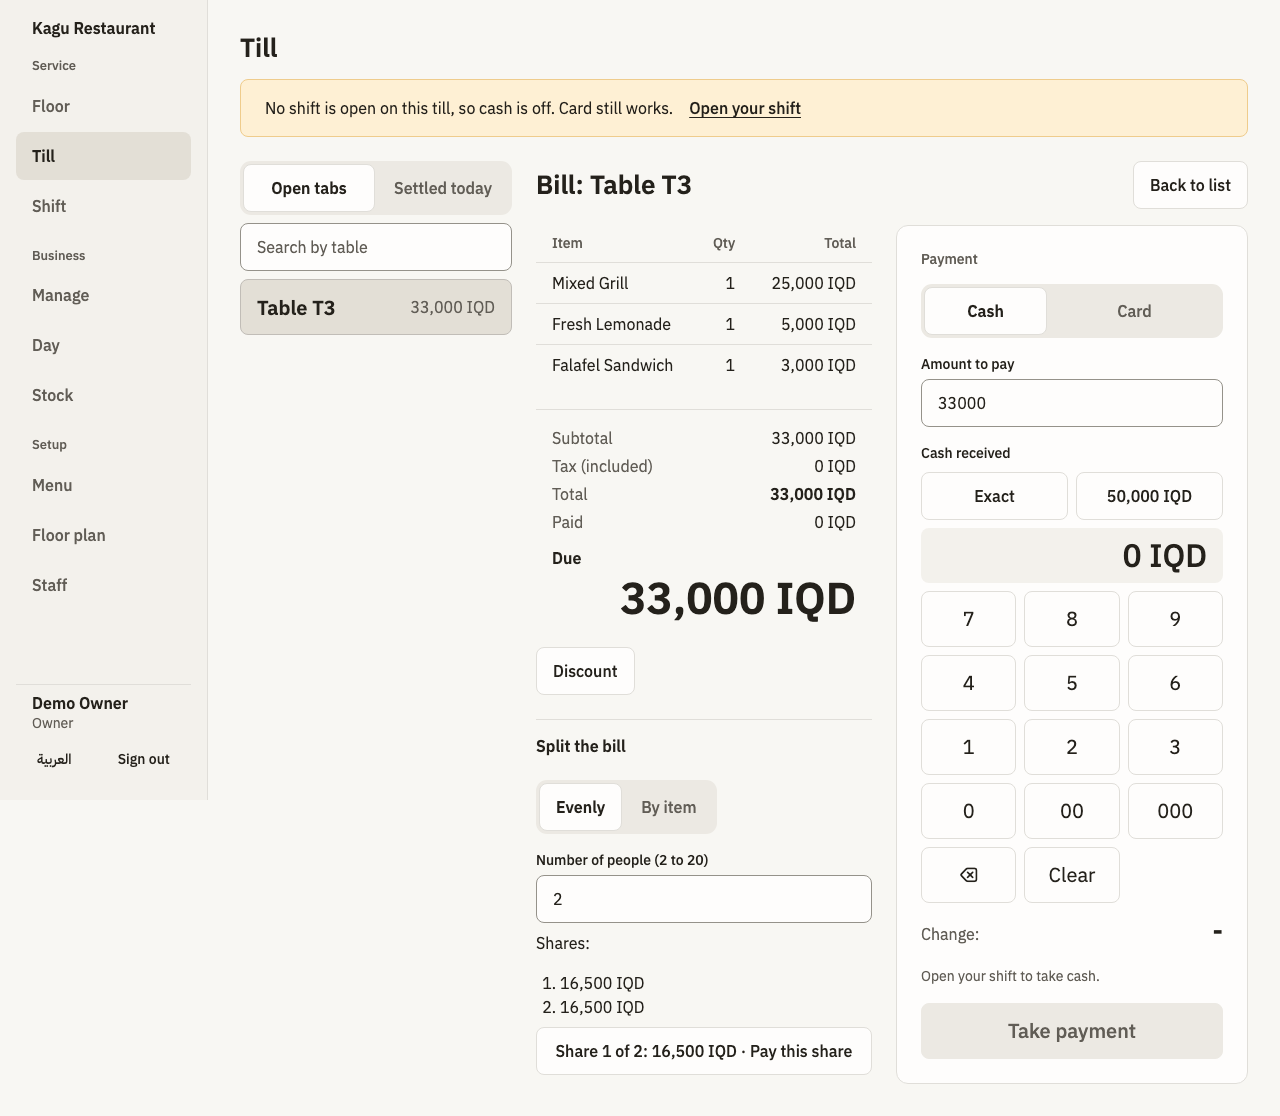 Kagu Restaurant
Service
Floor
Till
Shift
Business
Manage
Day
Stock
Setup
Menu
Floor plan
Staff
Demo Owner
Owner
العربية
Sign out
Till
No shift is open on this till, so cash is off. Card still works. Open your shift
Open tabs
Settled today
Search by table
Table T3 33,000 IQD
Bill: Table T3
Back to list
Item Qty Total
Mixed Grill 1 25,000 IQD
Fresh Lemonade 1 5,000 IQD
Falafel Sandwich 1 3,000 IQD
Subtotal 33,000 IQD
Tax (included) 0 IQD
Total 33,000 IQD
Paid 0 IQD
Due
33,000 IQD
Discount
Split the bill
Evenly By item
Number of people (2 to 20)
2
Shares:
1. 16,500 IQD
2. 16,500 IQD
Share 1 of 2: 16,500 IQD · Pay this share
Payment
Cash Card
Amount to pay
33000
Cash received
Exact 50,000 IQD
0 IQD
7 8 9
4 5 6
1 2 3
0 00 000
Clear
Change: -
Open your shift to take cash.
Take payment